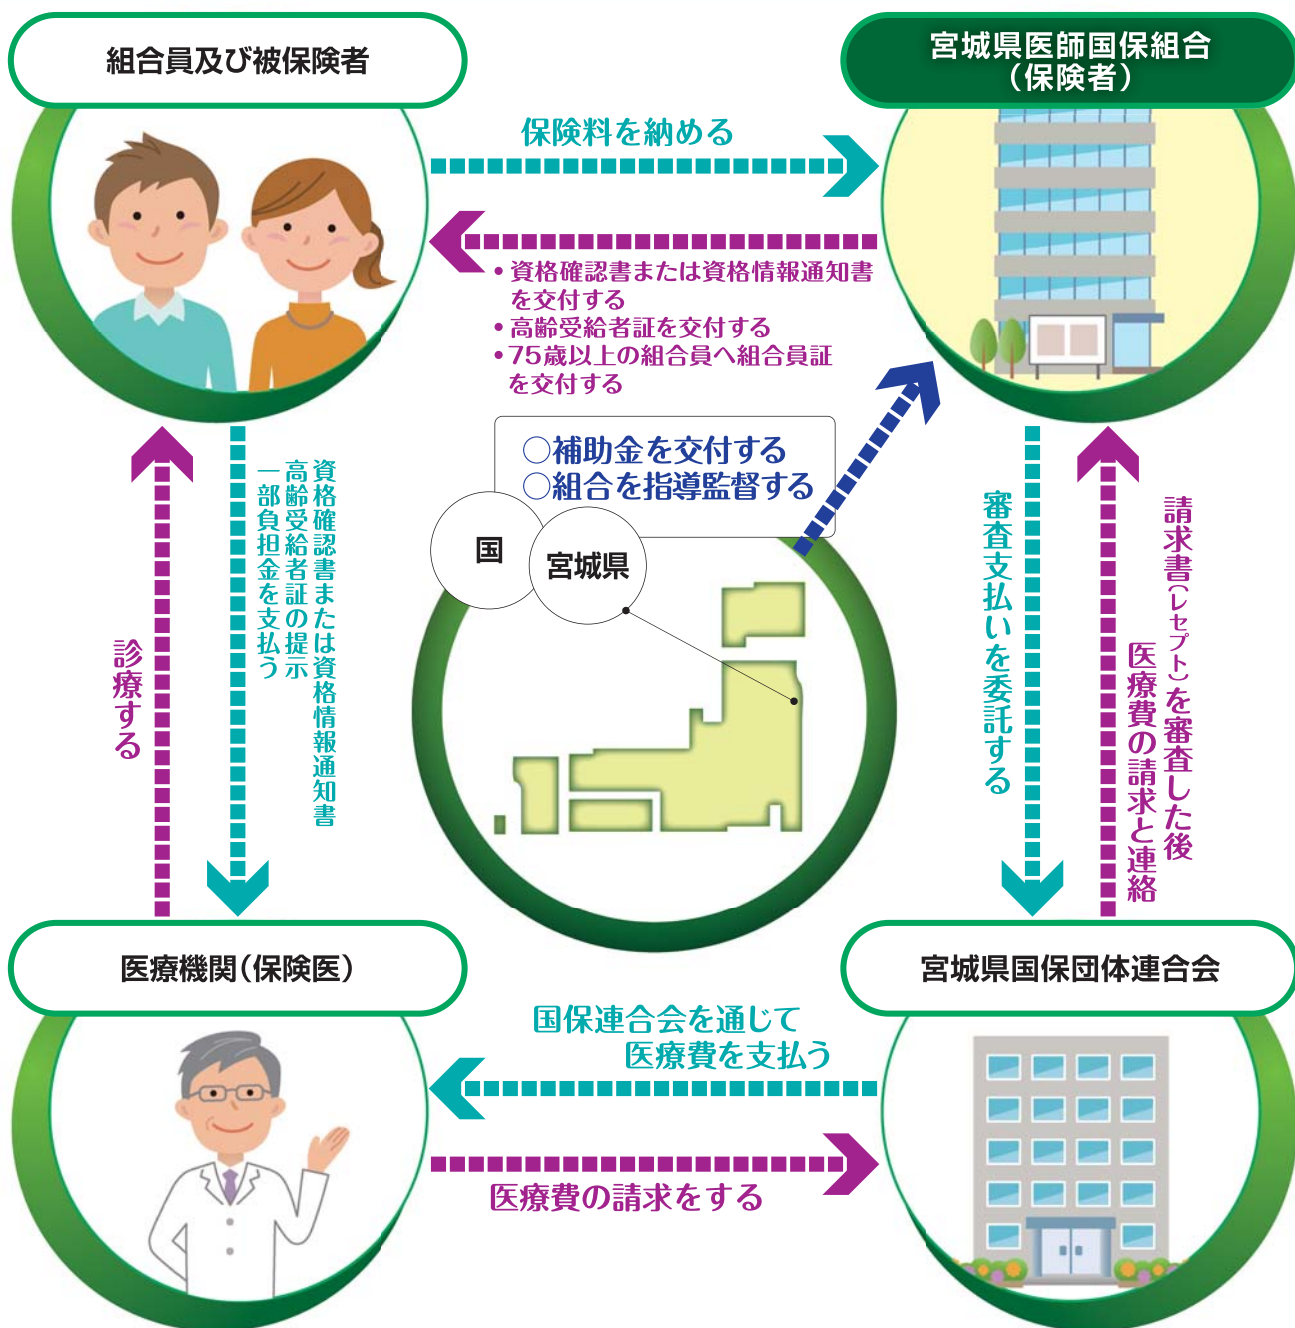 組合員及び被保険者
宮城県医師国保組合
（保険者）
保険料を納める
•資格確認書または資格情報通知書
を交付する
•高齢受給者証を交付する
•75歳以上の組合員へ組合員証
を交付する
○補助金を交付する
○組合を指導監督する
国
宮城県
診療する
資格確認書または資格情報通知書
高齢受給者証の提示
一部負担金を支払う
審査支払いを委託する
請求書（レセプト）を審査した後
医療費の請求と連絡
医療機関（保険医）
宮城県国保団体連合会
国保連合会を通じて
医療費を支払う
医療費の請求をする